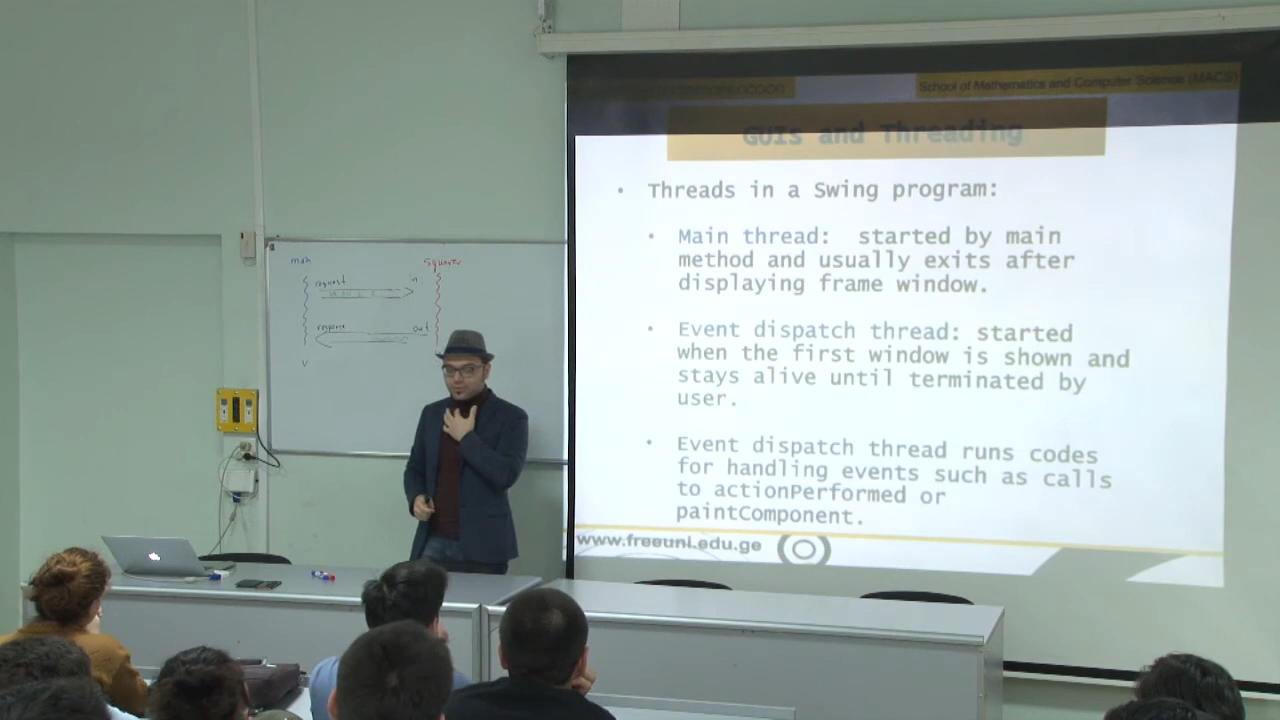 School of Mathematics and Computer Science (MACS)
GUIs and Threading
• Threads in a Swing program:
• Main thread: started by main
method and usually exits after
displaying frame window.
• Event dispatch thread: started
when the first window is shown and
stays alive until terminated by
user.
• Event dispatch thread runs codes
for handling events such as calls
to actionPerformed or
paintComponent.
www.freeuni.edu.ge
main
request
in
response
out